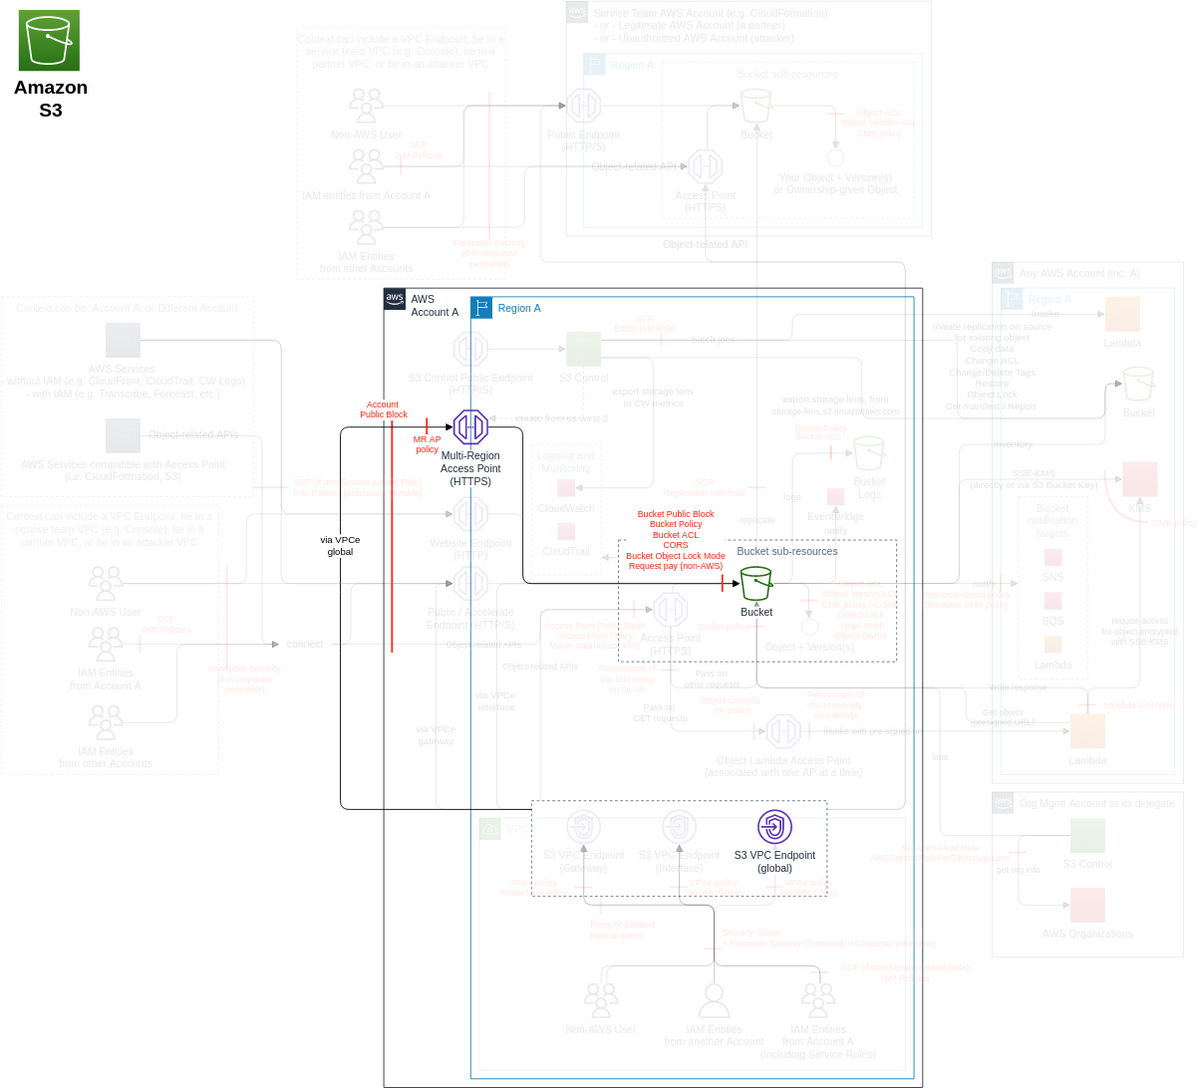 Amazon
S3
Service Team AWS Account (e.g. CloudFormation)
- or - Legitimate AWS Account (a partner)
- or - Unauthorized AWS Account (attacker)
Context can include a VPC Endpoint, be in a
service team VPC (e.g. Console), be in a
partner VPC, or be in an attacker VPC
Region A
Bucket sub-resources
Non-AWS User
SCP
IAM Policies
IAM entities from Account A
IAM Entities
from other Accounts
Perimeter Security
(if in corporate
perimeter)
Public Endpoint
(HTTP/S)
Object-related API
Access Point
(HTTPS)
Bucket
Object ACL
Object Version ACL
CMK policy
Your Object + Version(s)
or Ownership-given Object
Object-related API
aws
AWS
Account A
Region A
Any AWS Account (inc. A)
Region A
Context can be: Account A, or Different Account
AWS Services
- without IAM (e.g. CloudFront, CloudTrail, CW Logs)
- with IAM (e.g. Transcribe, Forecast, etc.)
Object-related APIs
AWS Services compatible with Access Point
(i.e. CloudFormation, S3)
Context can include a VPC Endpoint, be in a
service team VPC (e.g. Console), be in a
partner VPC, or be in an attacker VPC
Non-AWS User
SCP
IAM Policies
IAM Entities
from Account A
IAM Entities
from other Accounts
Perimeter Security
(if in corporate
perimeter)
connect
SCP (if non-Service-Linked Role)
Account
Public Block
MR AP
policy
via VPCe
global
S3 Control Public Endpoint
(HTTP/S)
S3 Control
SCP
Batch IAM Role
batch jobs
export storage lens
to CW metrics
create from us-west-2
Multi-Region
Access Point
(HTTPS)
Website Endpoint
(HTTP)
Public / Accelerate
Endpoint (HTTP/S)
Logging and
Monitoring
CloudWatch
CloudTrail
export storage lens, from
storage-lens.s3.amazonaws.com
Bucket Policy
Bucket ACL
Bucket
Logs
logs
SCP
Replication IAM Role
replicate
EventBridge
notify
Bucket Public Block
Bucket Policy
Bucket ACL
CORS
Bucket Object Lock Mode
Request pay (non-AWS)
Bucket sub-resources
Bucket
Object ACL
Object Version ACL
Object Lock
Legal Hold
Object Owner
Object + Version(s)
Access Point Public Block
Access Point Policy
Access Point
(HTTPS)
Bucket policy
Object-related APIs
Object-related APIs
Permissions of
the IAM entity
on OLAP
Pass on
other requests
Pass on
GET requests
Object Lambda
AP policy
Permissions of
the IAM entity
on Lambda
invoke with pre-signed url
Object Lambda Access Point
(associated with one AP at a time)
via VPCe
interface
via VPCe
gateway
invoke
Lambda
Initiate replication on source
for existing object
Copy data
Change ACL
Change/Delete Tags
Restore
Object Lock
Get manifest / Report
Bucket
inventory
SSE-KMS
(directly or via S3 Bucket Key)
KMS
CMK policy
Bucket
notification
targets
SNS
SQS
Lambda
notify
Resource-based policy
Resource CMK policy
require access
for object encrypted
with SSE-KMS
Write response
Get object
(presigned URL)
Lambda IAM Role
Lambda
lens
Org Mgmt Account or its delegate
S3 Control
Service-Linked Role
get org info
AWS Organizations
VPC
S3 VPC Endpoint
(Gateway)
S3 VPC Endpoint
(Interface)
S3 VPC Endpoint
(global)
VPCe policy
VPCe policy
VPCe policy
Proxy (if initiated
from on-prem)
Security Group
+ Perimeter Security (if initiated in Corporate perimeter)
SCP (if non-Service-Linked Role)
IAM Policies
Non-AWS User
IAM Entities
from another Account
IAM Entities
from Account A
(including Service Roles)